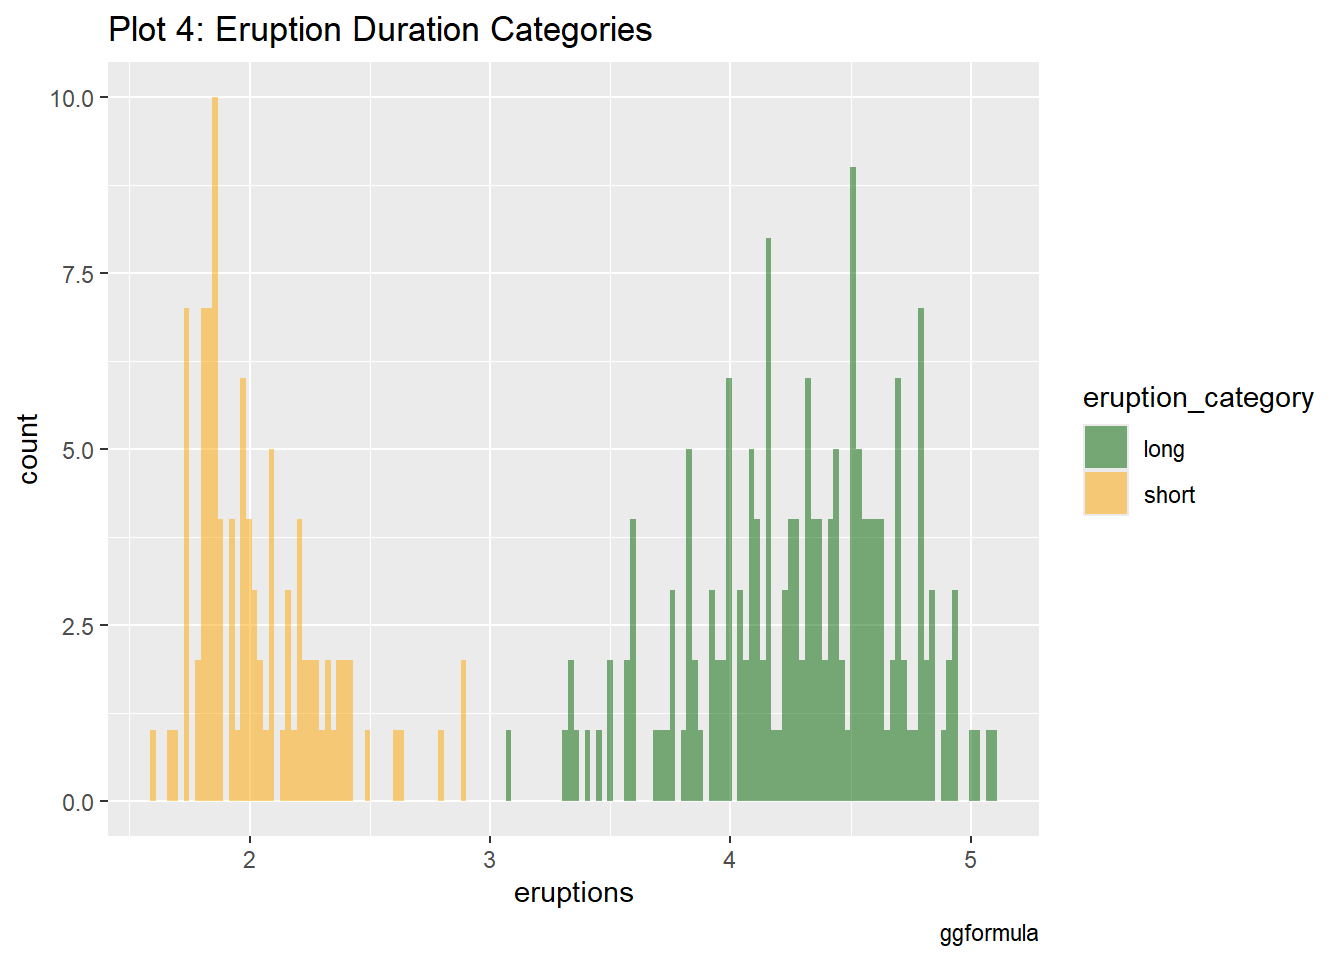 Plot 4: Eruption Duration Categories
10.0
7.5
5.0
2.5
0.0
count
2 3 4 5
eruptions
eruption_category
long
short
ggformula